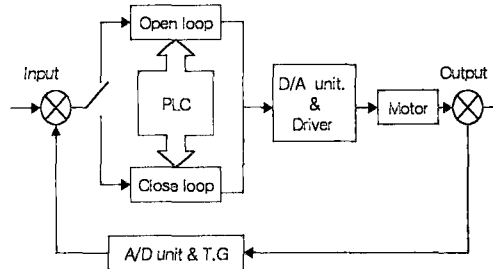 Open loop
Input
PLC
D/A unit.
&
Driver
Motor
Output
Close loop
A/D unit & T.G